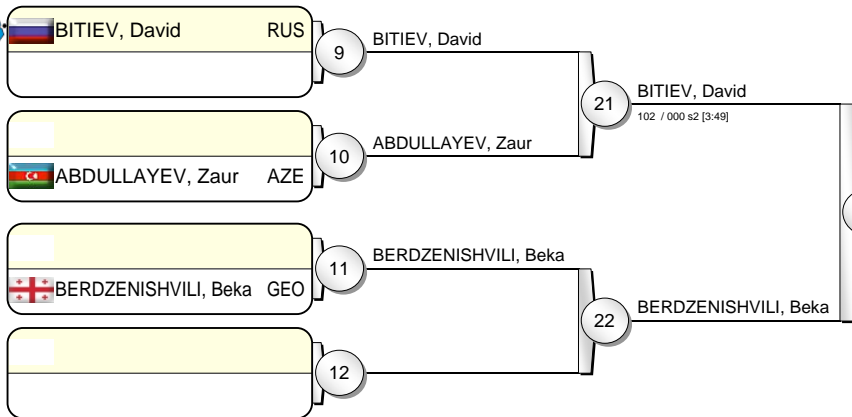 BITIEV, David RUS
9
BITIEV, David
21
BITIEV, David
102 / 000 s2 [3:49]
10
ABDULLAYEV, Zaur
ABDULLAYEV, Zaur AZE
11
BERDZENISHVILI, Beka
BERDZENISHVILI, Beka GEO
22
BERDZENISHVILI, Beka
12